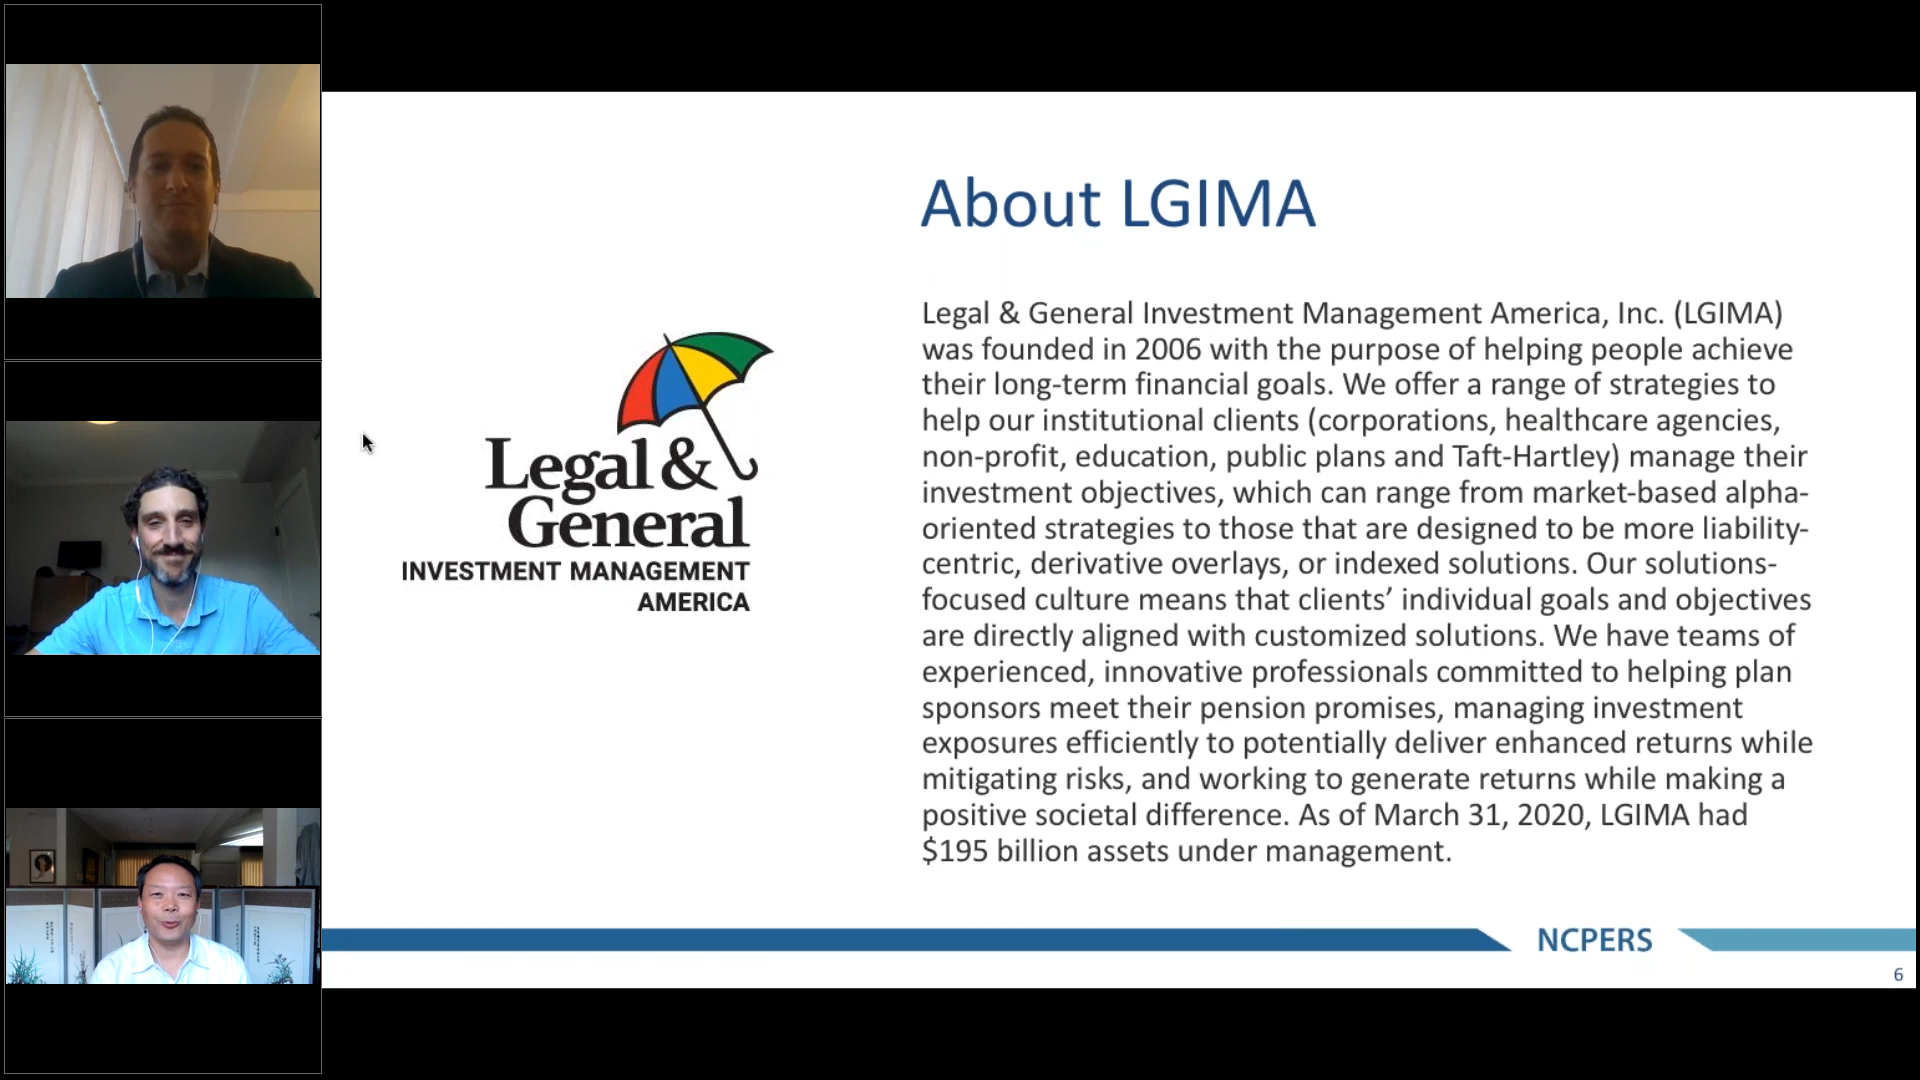 About LGIMA
Legal &
General
INVESTMENT MANAGEMENT
AMERICA
Legal & General Investment Management America, Inc. (LGIMA)
was founded in 2006 with the purpose of helping people achieve
their long-term financial goals. We offer a range of strategies to
help our institutional clients (corporations, healthcare agencies,
non-profit, education, public plans and Taft-Hartley) manage their
investment objectives, which can range from market-based alpha-
oriented strategies to those that are designed to be more liability-
centric, derivative overlays, or indexed solutions. Our solutions-
focused culture means that clients’ individual goals and objectives
are directly aligned with customized solutions. We have teams of
experienced, innovative professionals committed to helping plan
sponsors meet their pension promises, managing investment
exposures efficiently to potentially deliver enhanced returns while
mitigating risks, and working to generate returns while making a
positive societal difference. As of March 31, 2020, LGIMA had
$195 billion assets under management.
NCPERS
6